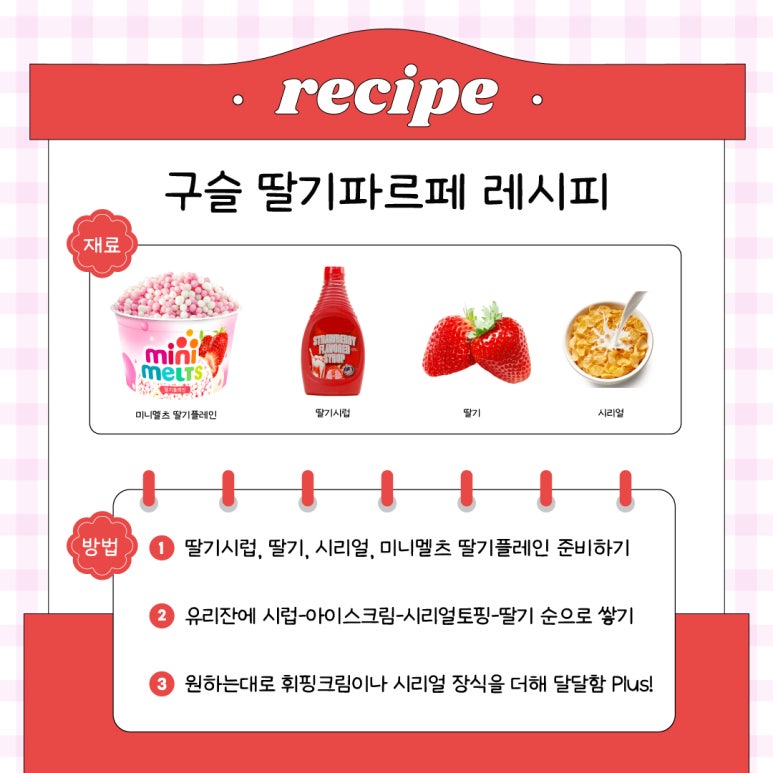 recipe
구슬 딸기파르페 레시피
재료
mini
melts
딸기플레인
STRAWBERRY
FLAVORED
SYRUP
미니멜츠 딸기플레인
딸기시럽
딸기
시리얼
방법
1 딸기시럽, 딸기, 시리얼, 미니멜츠 딸기플레인 준비하기
2 유리잔에 시럽-아이스크림-시리얼토핑-딸기 순으로 쌓기
3 원하는대로 휘핑크림이나 시리얼 장식을 더해 달달함 Plus!